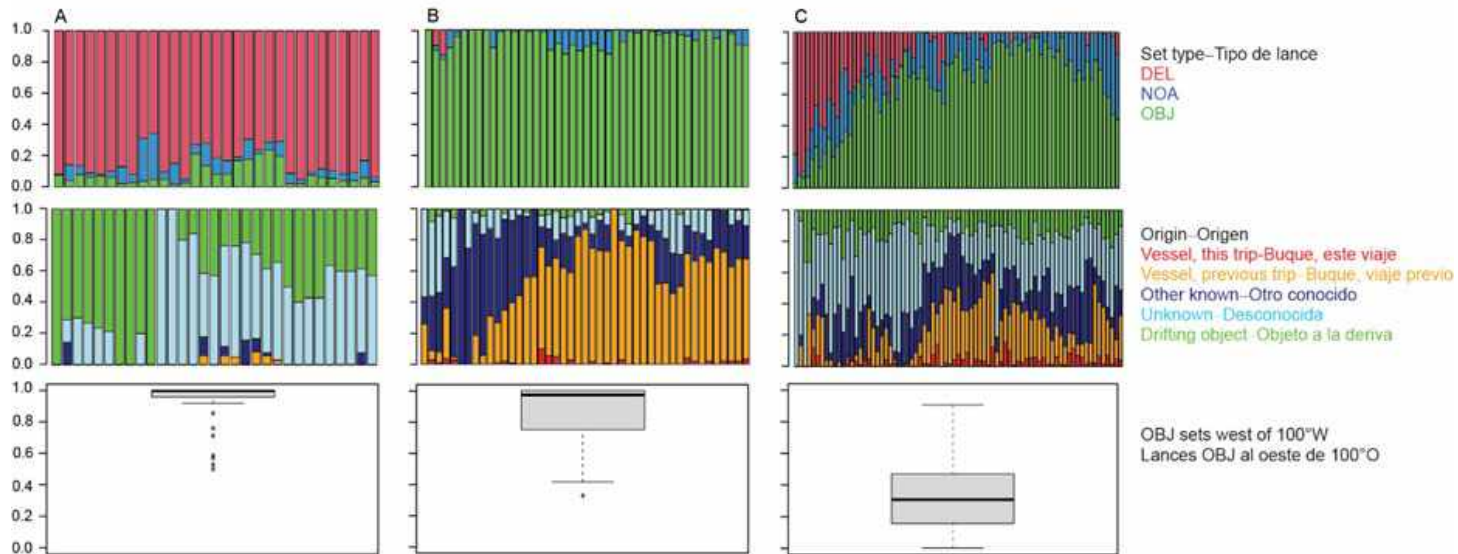 A
B
C
1.0
0.8
0.6
0.4
0.2
0.0
Set type–Tipo de lance
DEL
NOA
OBJ
1.0
0.8
0.6
0.4
0.2
0.0
Origin–Origen
Vessel, this trip-Buque, este viaje
Vessel, previous trip–Buque, viaje previo
Other known–Otro conocido
Unknown–Desconocida
Drifting object–Objeto a la deriva
1.0
0.8
0.6
0.4
0.2
0.0
OBJ sets west of 100°W
Lances OBJ al oeste de 100°O